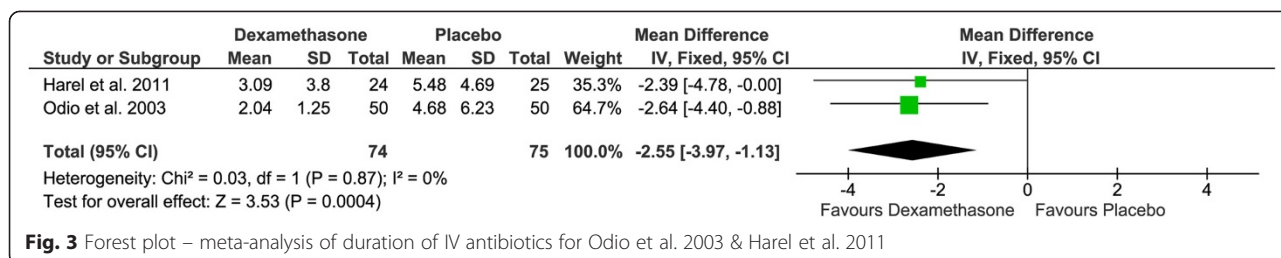 Dexamethasone Placebo Mean Difference Mean Difference
Study or Subgroup Mean SD Total Mean SD Total Weight IV, Fixed, 95% CI IV, Fixed, 95% CI
Harel et al. 2011 3.09 3.8 24 5.48 4.69 25 35.3% -2.39 [-4.78, -0.00]
Odio et al. 2003 2.04 1.25 50 4.68 6.23 50 64.7% -2.64 [-4.40, -0.88]
Total (95% CI) 74 75 100.0% -2.55 [-3.97, -1.13]
Heterogeneity: Chi² = 0.03, df = 1 (P = 0.87); I² = 0%
Test for overall effect: Z = 3.53 (P = 0.0004)
-4 -2 0 2 4
Favours Dexamethasone Favours Placebo
Fig. 3 Forest plot – meta-analysis of duration of IV antibiotics for Odio et al. 2003 & Harel et al. 2011